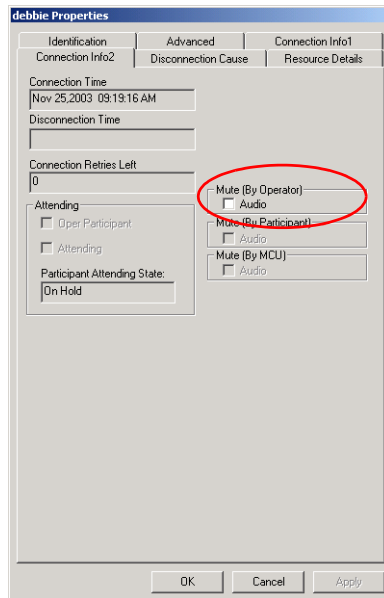 debbie Properties
Identification Advanced Connection Info1
Connection Info2 Disconnection Cause Resource Details
Connection Time
Nov 25,2003 09:19:16 AM
Disconnection Time
Connection Retries Left
0
Mute (By Operator)
Audio
Attending
Oper Participant
Mute (By Participant)
Audio
Attending
Mute (By MCU)
Audio
Participant Attending State:
On Hold
OK Cancel Apply